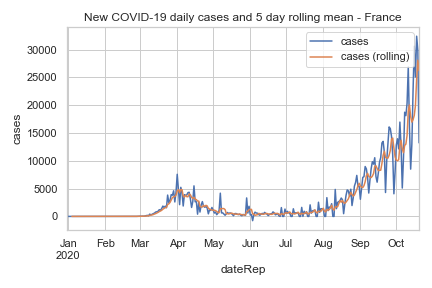 New COVID-19 daily cases and 5 day rolling mean - France
cases
cases (rolling)
30000
25000
20000
15000
10000
5000
0
cases
Jan Feb Mar Apr May Jun Jul Aug Sep Oct
2020
dateRep